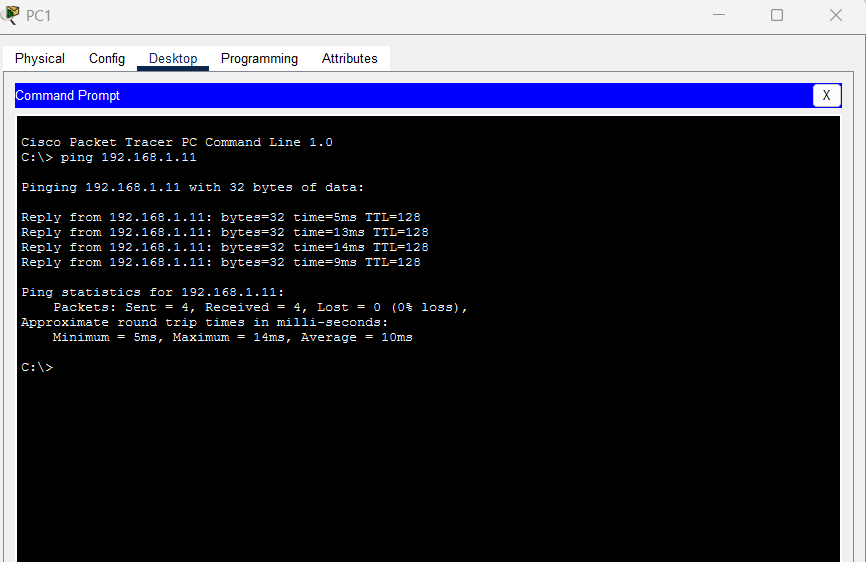 PC1
Physical Config Desktop Programming Attributes
Command Prompt X
Cisco Packet Tracer PC Command Line 1.0
C:\> ping 192.168.1.11
Pinging 192.168.1.11 with 32 bytes of data:
Reply from 192.168.1.11: bytes=32 time=5ms TTL=128
Reply from 192.168.1.11: bytes=32 time=13ms TTL=128
Reply from 192.168.1.11: bytes=32 time=14ms TTL=128
Reply from 192.168.1.11: bytes=32 time=9ms TTL=128
Ping statistics for 192.168.1.11:
Packets: Sent = 4, Received = 4, Lost = 0 (0% loss),
Approximate round trip times in milli-seconds:
Minimum = 5ms, Maximum = 14ms, Average = 10ms
C:\>